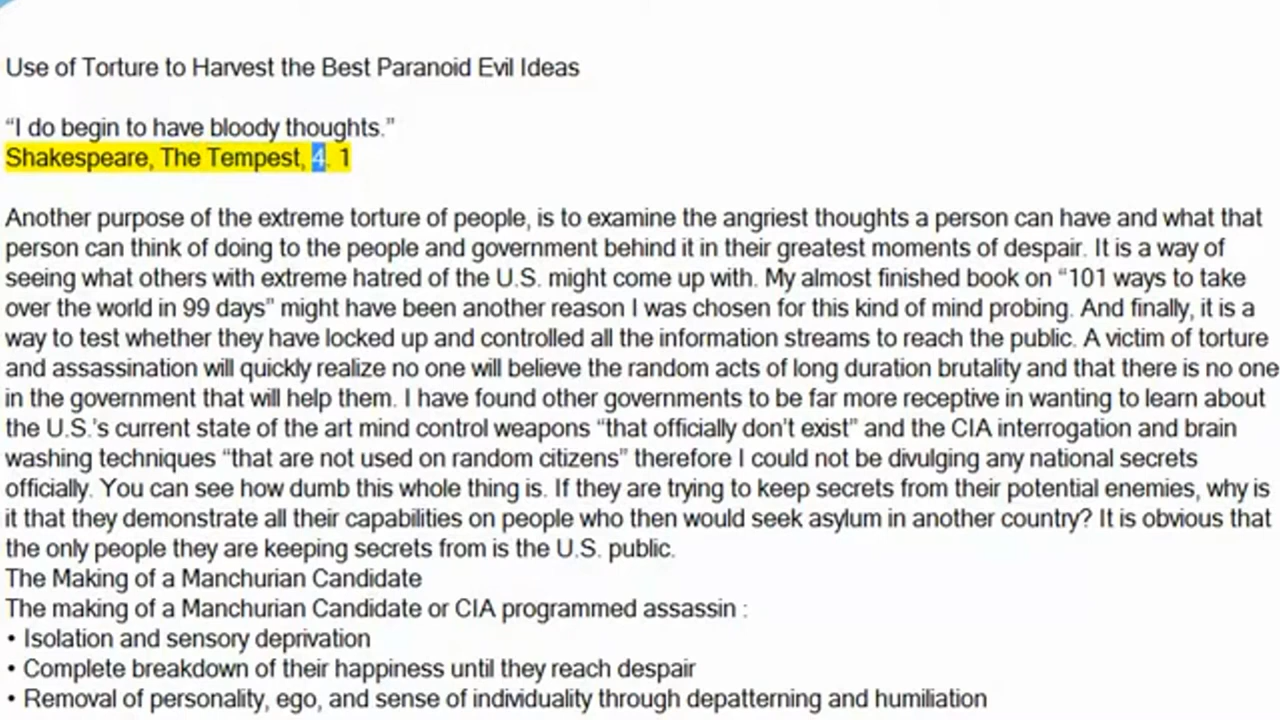 Use of Torture to Harvest the Best Paranoid Evil Ideas
“I do begin to have bloody thoughts.”
Shakespeare, The Tempest, 4. 1
Another purpose of the extreme torture of people, is to examine the angriest thoughts a person can have and what that
person can think of doing to the people and government behind it in their greatest moments of despair. It is a way of
seeing what others with extreme hatred of the U.S. might come up with. My almost finished book on “101 ways to take
over the world in 99 days” might have been another reason I was chosen for this kind of mind probing. And finally, it is a
way to test whether they have locked up and controlled all the information streams to reach the public. A victim of torture
and assassination will quickly realize no one will believe the random acts of long duration brutality and that there is no one
in the government that will help them. I have found other governments to be far more receptive in wanting to learn about
the U.S.’s current state of the art mind control weapons “that officially don’t exist” and the CIA interrogation and brain
washing techniques “that are not used on random citizens” therefore I could not be divulging any national secrets
officially. You can see how dumb this whole thing is. If they are trying to keep secrets from their potential enemies, why is
it that they demonstrate all their capabilities on people who then would seek asylum in another country? It is obvious that
the only people they are keeping secrets from is the U.S. public.
The Making of a Manchurian Candidate
The making of a Manchurian Candidate or CIA programmed assassin :
• Isolation and sensory deprivation
• Complete breakdown of their happiness until they reach despair
• Removal of personality, ego, and sense of individuality through depatterning and humiliation